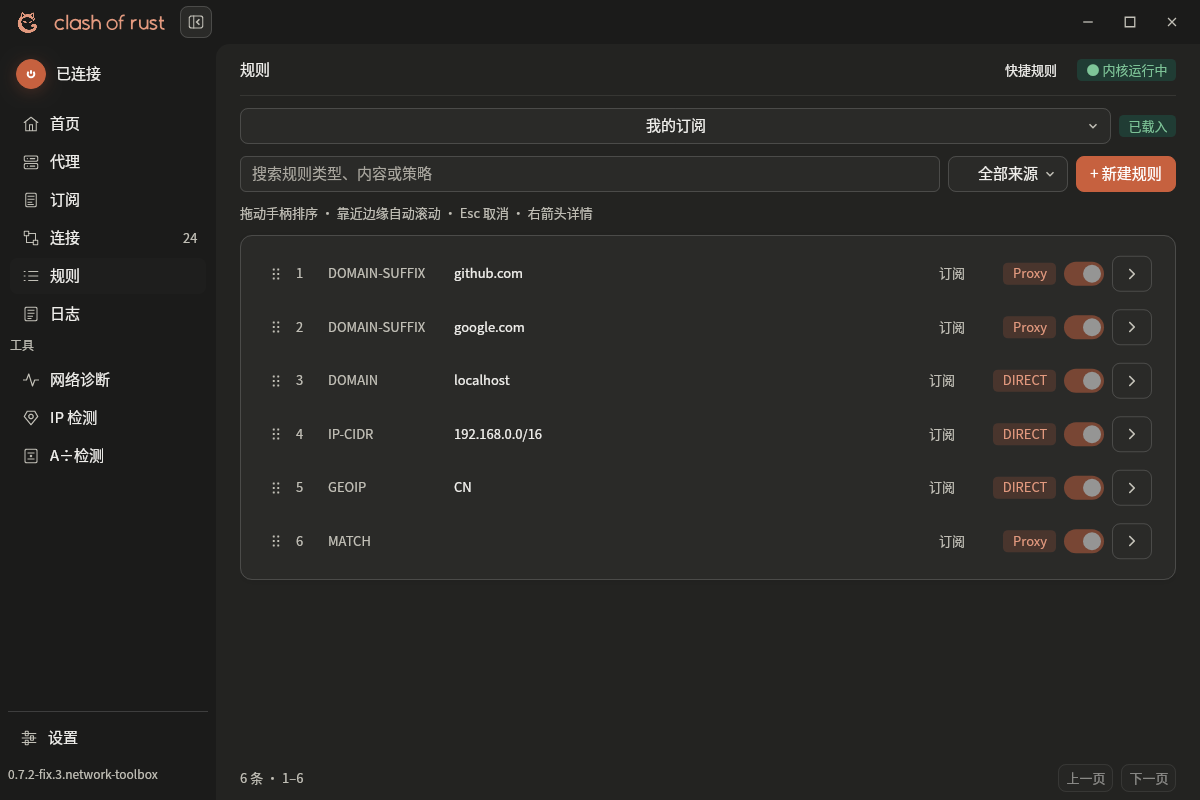 clash of rust
已连接
首页
代理
订阅
连接 24
规则
日志
工具
网络诊断
IP 检测
A÷检测
设置
0.7.2-fix.3.network-toolbox
规则
快捷规则
内核运行中
我的订阅
已载入
搜索规则类型、内容或策略
全部来源
+ 新建规则
拖动手柄排序 • 靠近边缘自动滚动 • Esc 取消 • 右箭头详情
1 DOMAIN-SUFFIX github.com 订阅 Proxy
2 DOMAIN-SUFFIX google.com 订阅 Proxy
3 DOMAIN localhost 订阅 DIRECT
4 IP-CIDR 192.168.0.0/16 订阅 DIRECT
5 GEOIP CN 订阅 DIRECT
6 MATCH 订阅 Proxy
6 条 • 1–6
上一页
下一页